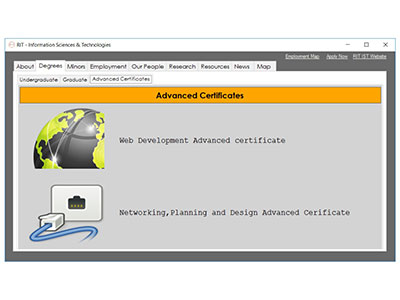 RIT - Information Sciences & Technologies
Employment Map Apply Now RIT IST Website
About Degrees Minors Employment Our People Research Resources News Map
Undergraduate Graduate Advanced Certificates
Advanced Certificates
Web Development Advanced certificate
Networking,Planning and Design Advanced Cerificate